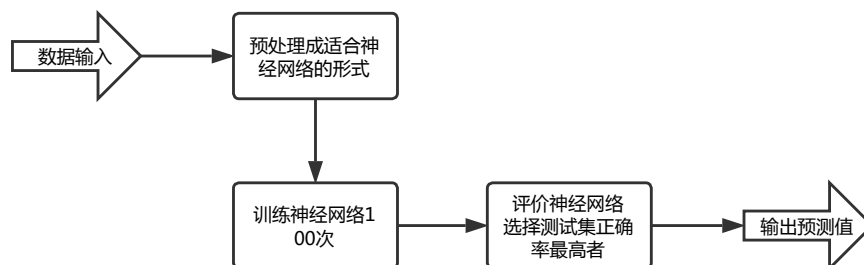 数据输入
预处理成适合神
经网络的形式
训练神经网络1
00次
评价神经网络
选择测试集正确
率最高者
输出预测值